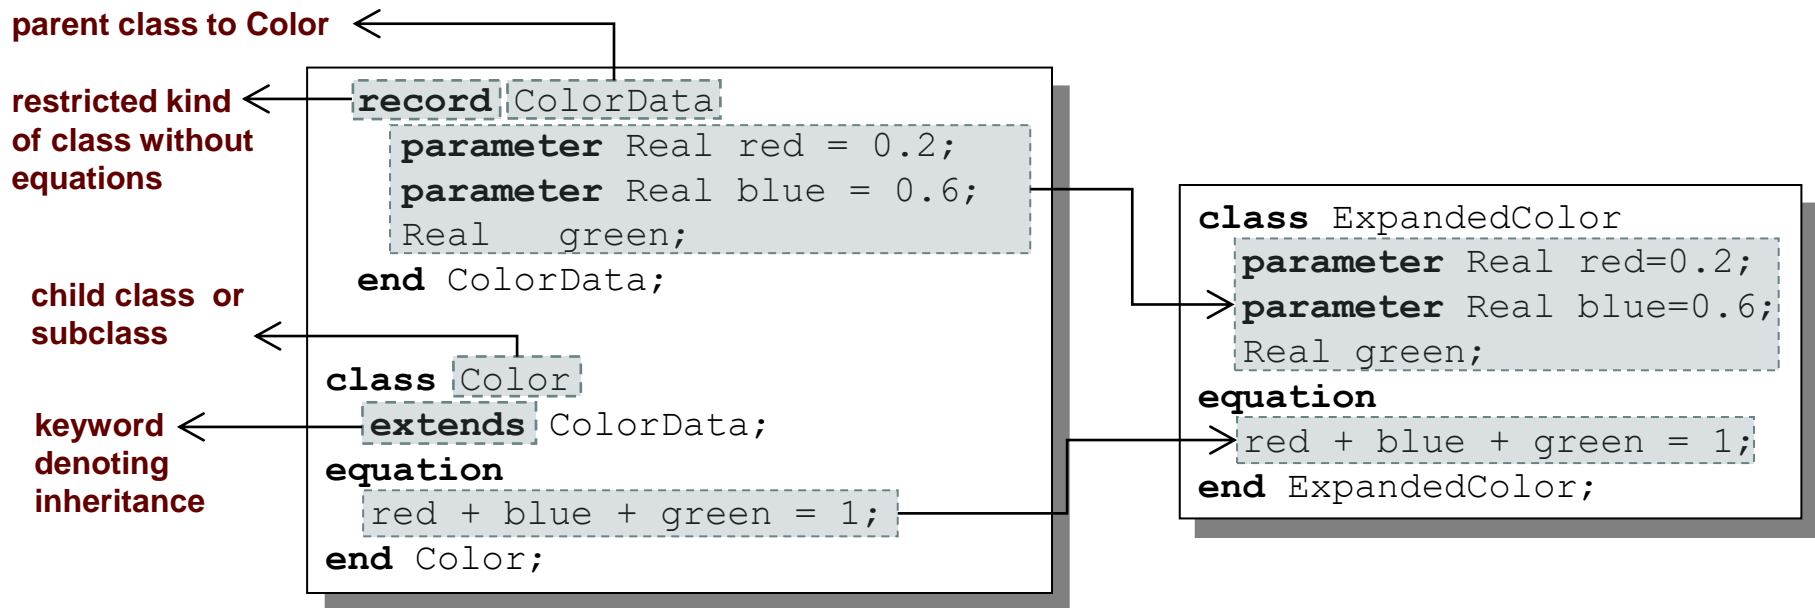 parent class to Color
restricted kind
of class without
equations
child class or
subclass
keyword
denoting
inheritance
record ColorData
parameter Real red = 0.2;
parameter Real blue = 0.6;
Real green;
end ColorData;
class Color
extends ColorData;
equation
red + blue + green = 1;
end Color;
class ExpandedColor
parameter Real red=0.2;
parameter Real blue=0.6;
Real green;
equation
red + blue + green = 1;
end ExpandedColor;